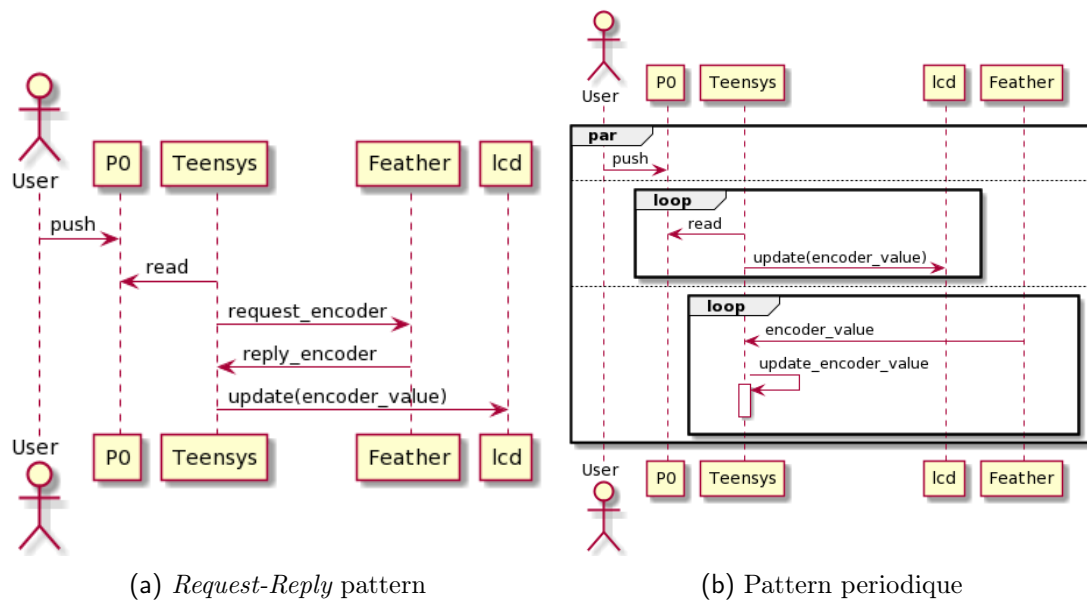 User
P0
Teensys
Feather
lcd
push
read
request_encoder
reply_encoder
update(encoder_value)
User
P0
Teensys
Feather
lcd
(a) Request-Reply pattern
User
P0
Teensys
lcd
Feather
par
push
loop
read
update(encoder_value)
loop
encoder_value
update_encoder_value
User
P0
Teensys
lcd
Feather
(b) Pattern periodique